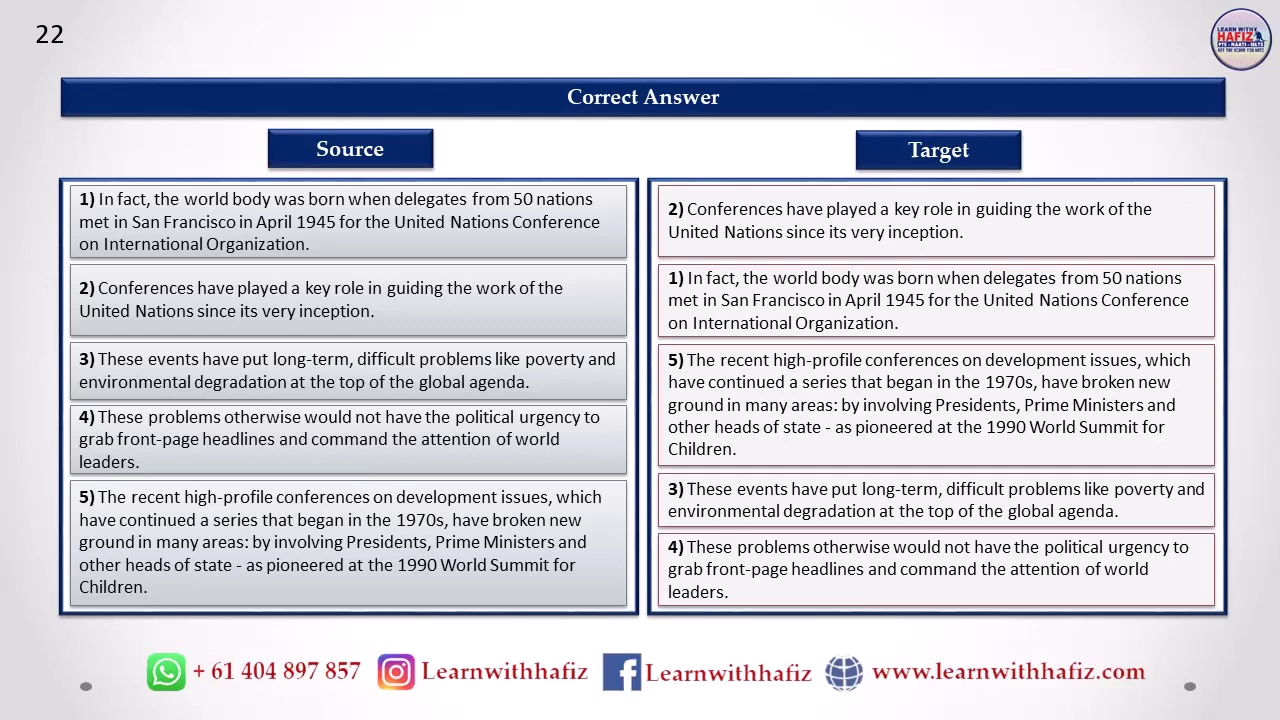 22
LEARN WITH
HAFIZ
PTE - NAATI - IELTS
GET THE SCORE YOU NEED
Correct Answer
Source
Target
1) In fact, the world body was born when delegates from 50 nations
met in San Francisco in April 1945 for the United Nations Conference
on International Organization.
2) Conferences have played a key role in guiding the work of the
United Nations since its very inception.
3) These events have put long-term, difficult problems like poverty and
environmental degradation at the top of the global agenda.
4) These problems otherwise would not have the political urgency to
grab front-page headlines and command the attention of world
leaders.
5) The recent high-profile conferences on development issues, which
have continued a series that began in the 1970s, have broken new
ground in many areas: by involving Presidents, Prime Ministers and
other heads of state - as pioneered at the 1990 World Summit for
Children.
2) Conferences have played a key role in guiding the work of the
United Nations since its very inception.
1) In fact, the world body was born when delegates from 50 nations
met in San Francisco in April 1945 for the United Nations Conference
on International Organization.
5) The recent high-profile conferences on development issues, which
have continued a series that began in the 1970s, have broken new
ground in many areas: by involving Presidents, Prime Ministers and
other heads of state - as pioneered at the 1990 World Summit for
Children.
3) These events have put long-term, difficult problems like poverty and
environmental degradation at the top of the global agenda.
4) These problems otherwise would not have the political urgency to
grab front-page headlines and command the attention of world
leaders.
+ 61 404 897 857
Learnwithhafiz
Learnwithhafiz
www.learnwithhafiz.com